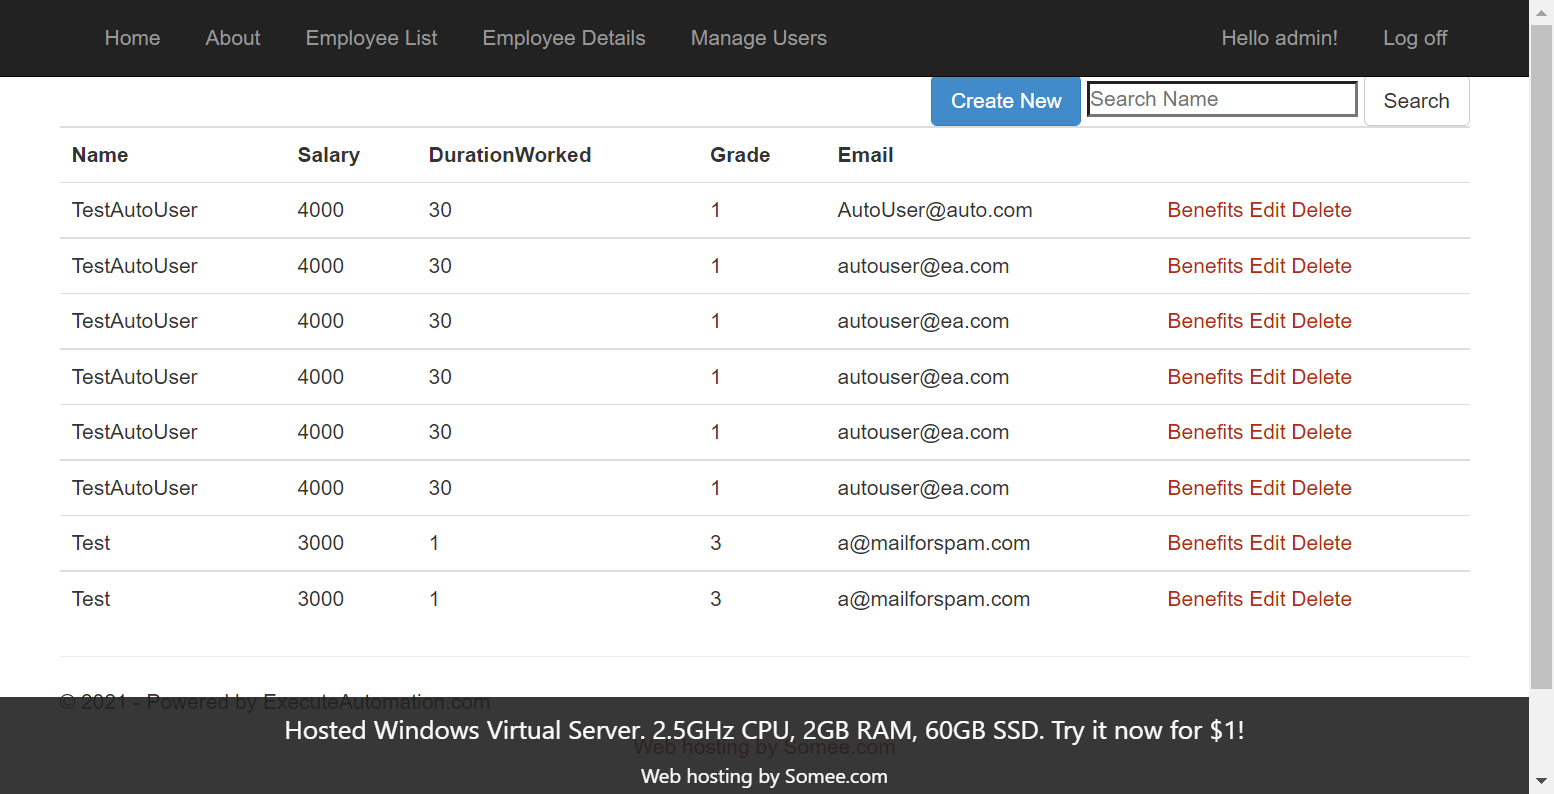 Home About Employee List Employee Details Manage Users Hello admin! Log off
Create New Search Name Search
Name Salary DurationWorked Grade Email
TestAutoUser 4000 30 1 AutoUser@auto.com Benefits Edit Delete
TestAutoUser 4000 30 1 autouser@ea.com Benefits Edit Delete
TestAutoUser 4000 30 1 autouser@ea.com Benefits Edit Delete
TestAutoUser 4000 30 1 autouser@ea.com Benefits Edit Delete
TestAutoUser 4000 30 1 autouser@ea.com Benefits Edit Delete
TestAutoUser 4000 30 1 autouser@ea.com Benefits Edit Delete
Test 3000 1 3 a@mailforspam.com Benefits Edit Delete
Test 3000 1 3 a@mailforspam.com Benefits Edit Delete
© 2021 - Powered by ExecuteAutomation.com
Hosted Windows Virtual Server. 2.5GHz CPU, 2GB RAM, 60GB SSD. Try it now for $1!
Web hosting by Somee.com
Web hosting by Somee.com